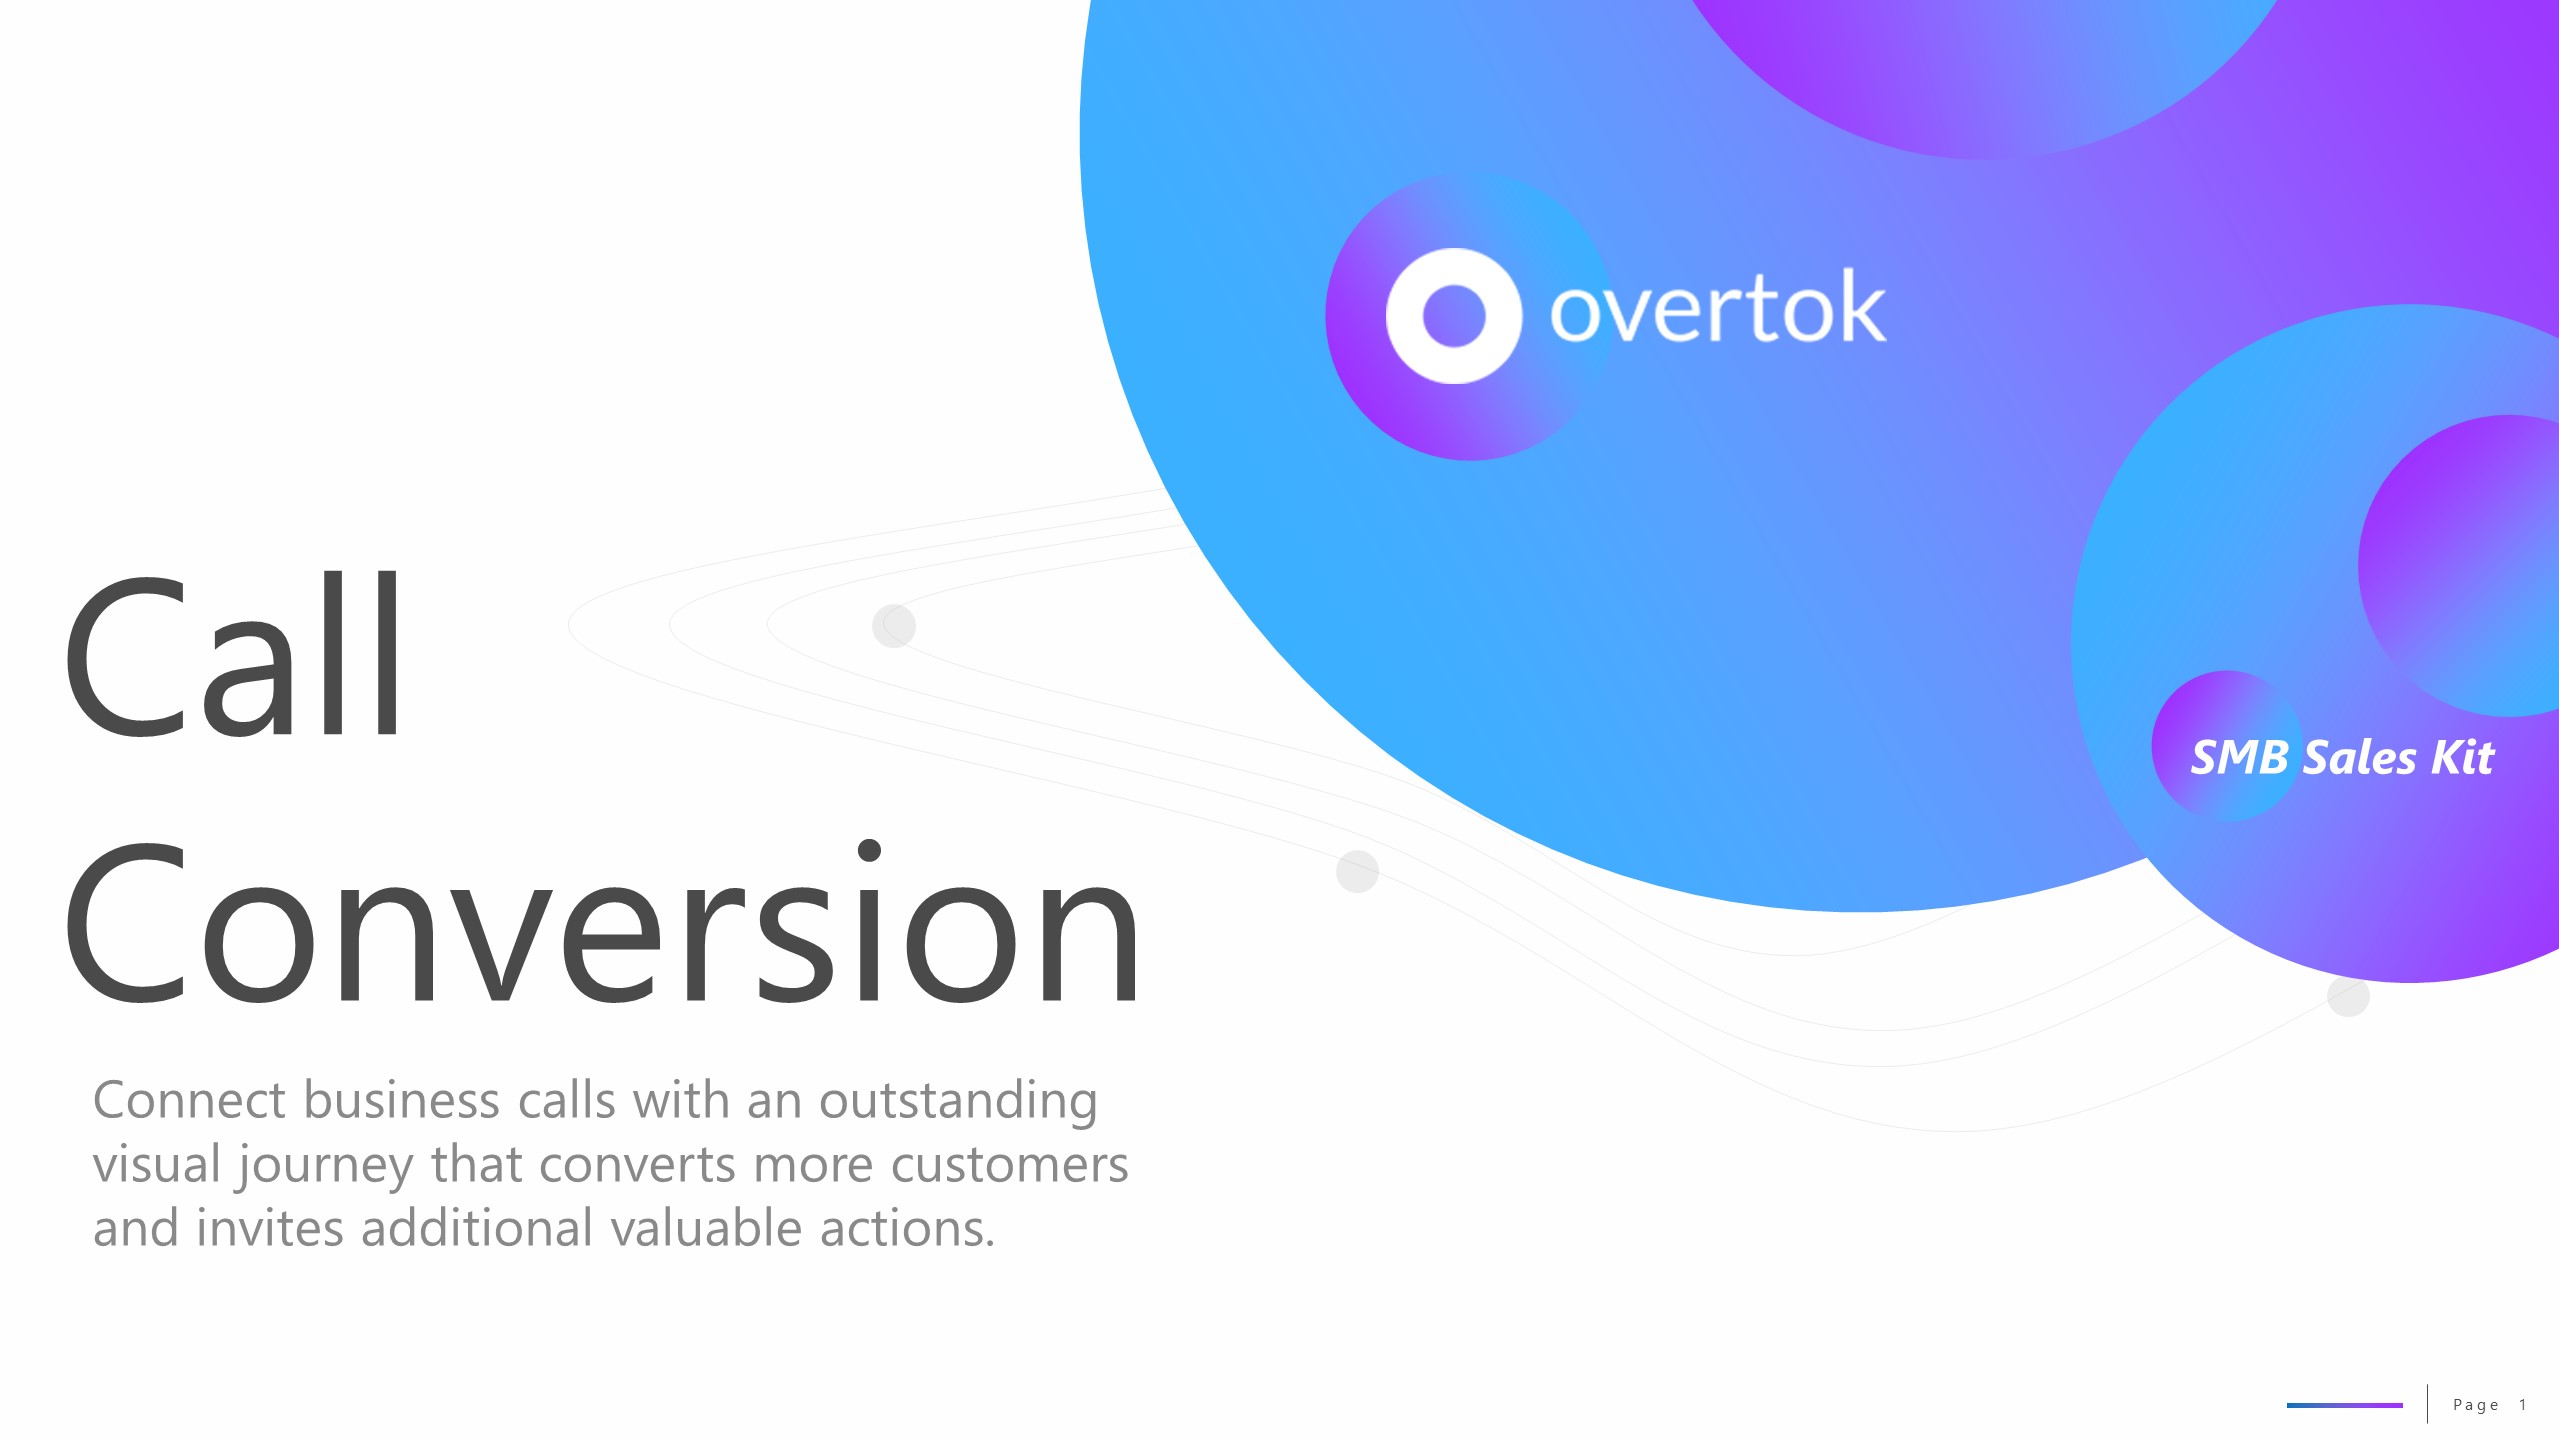 overtok
SMB Sales Kit
Call
Conversion
Connect business calls with an outstanding
visual journey that converts more customers
and invites additional valuable actions.
Page 1